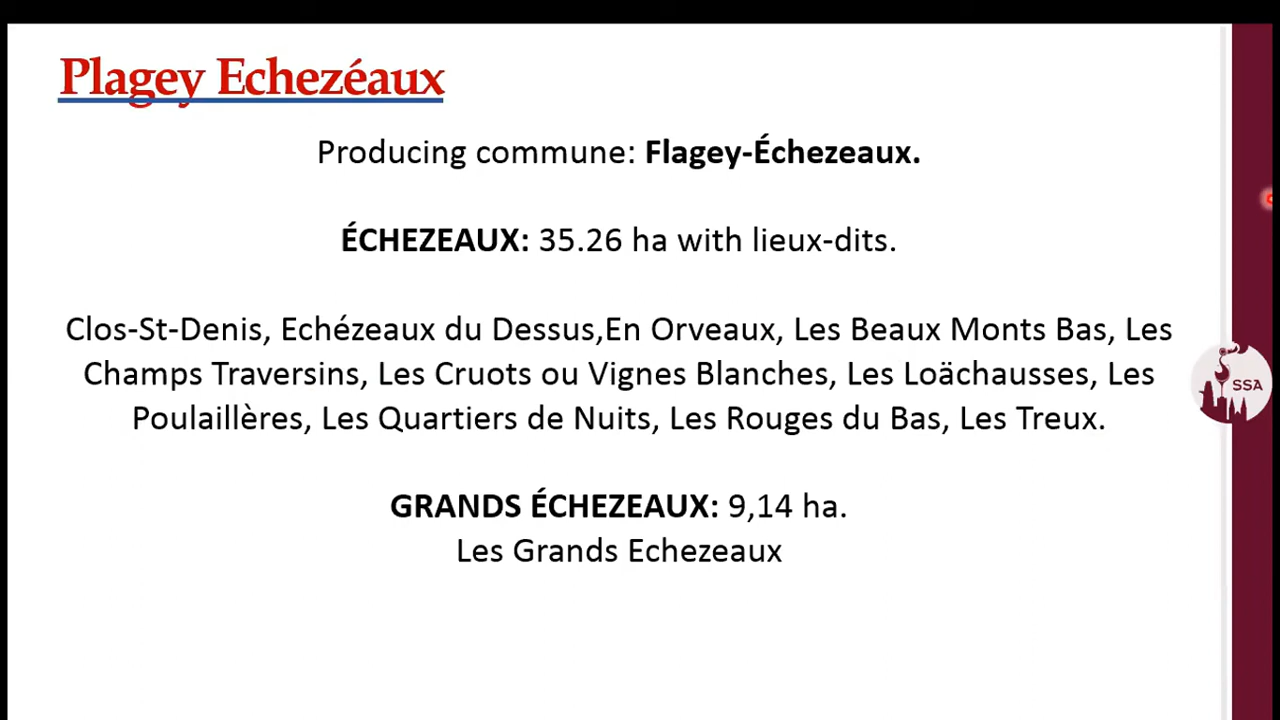 Plagey Echezéaux
Producing commune: Flagey-Échezeaux.
ÉCHEZEAUX: 35.26 ha with lieux-dits.
Clos-St-Denis, Echézeaux du Dessus,En Orveaux, Les Beaux Monts Bas, Les
Champs Traversins, Les Cruots ou Vignes Blanches, Les Loächausses, Les
Poulaillères, Les Quartiers de Nuits, Les Rouges du Bas, Les Treux.
SSA
GRANDS ÉCHEZEAUX: 9,14 ha.
Les Grands Echezeaux